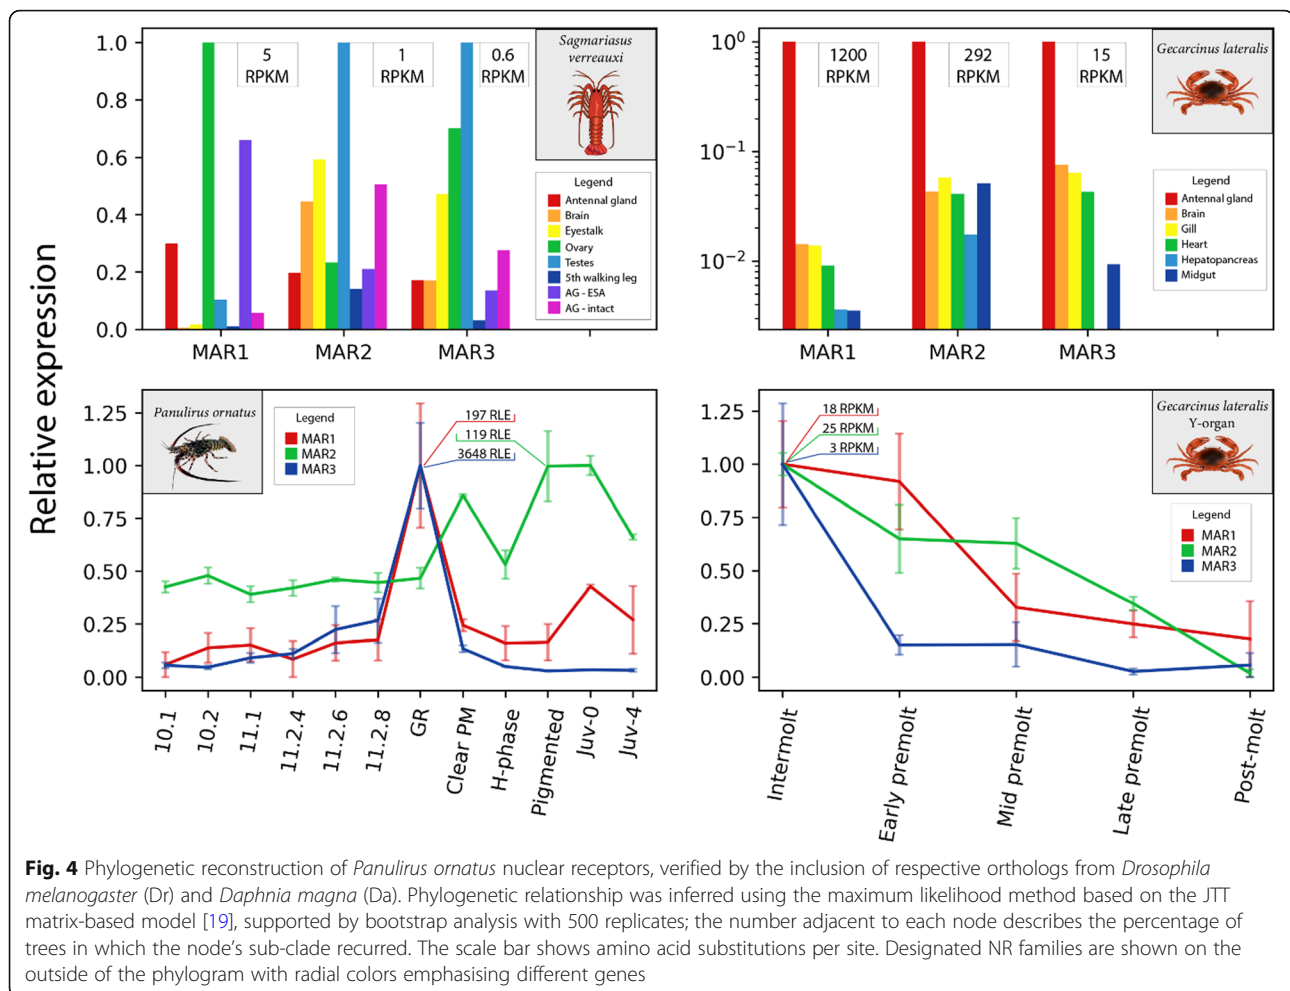 Relative expression
1.0
0.8
0.6
0.4
0.2
0.0
5
RPKM
1
RPKM
0.6
RPKM
Sagmariasus
verreauxi
Legend
Antennal gland
Brain
Eyestalk
Ovary
Testes
5th walking leg
AG - ESA
AG - intact
MAR1 MAR2 MAR3
10⁰
10⁻¹
10⁻²
1200
RPKM
292
RPKM
15
RPKM
Gecarcinus lateralis
Legend
Antennal gland
Brain
Gill
Heart
Hepatopancreas
Midgut
MAR1 MAR2 MAR3
1.25
1.00
0.75
0.50
0.25
0.00
Panulirus ornatus
Legend
MAR1
MAR2
MAR3
197 RLE
119 RLE
3648 RLE
10.1
10.2
11.1
11.2.4
11.2.6
11.2.8
GR
Clear PM
H-phase
Pigmented
Juv-0
Juv-4
1.25
1.00
0.75
0.50
0.25
0.00
18 RPKM
25 RPKM
3 RPKM
Gecarcinus lateralis
Y-organ
Legend
MAR1
MAR2
MAR3
Intermolt
Early premolt
Mid premolt
Late premolt
Post-molt
Fig. 4 Phylogenetic reconstruction of Panulirus ornatus nuclear receptors, verified by the inclusion of respective orthologs from Drosophila
melanogaster (Dr) and Daphnia magna (Da). Phylogenetic relationship was inferred using the maximum likelihood method based on the JTT
matrix-based model [19], supported by bootstrap analysis with 500 replicates; the number adjacent to each node describes the percentage of
trees in which the node's sub-clade recurred. The scale bar shows amino acid substitutions per site. Designated NR families are shown on the
outside of the phylogram with radial colors emphasising different genes